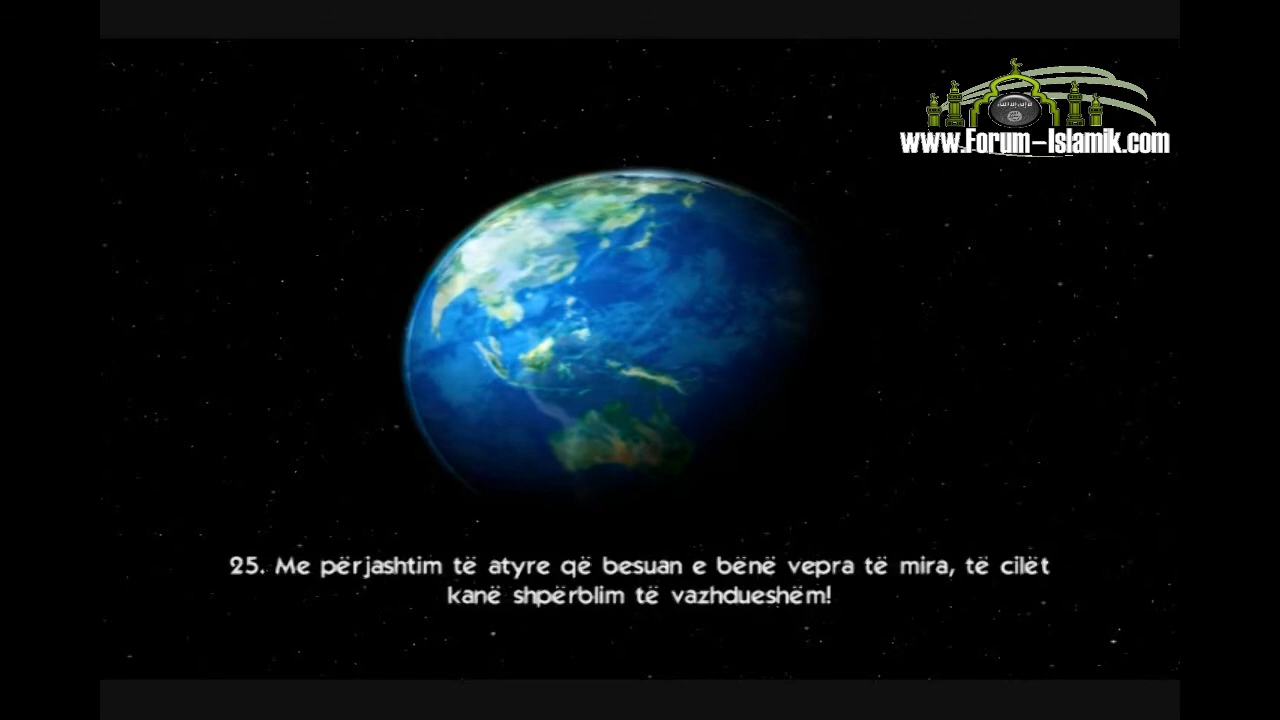 www.Forum-Islamik.com
25. Me përjashtim të atyre që besuan e bënë vepra të mira, të cilët
kanë shpërblim të vazhdueshëm!